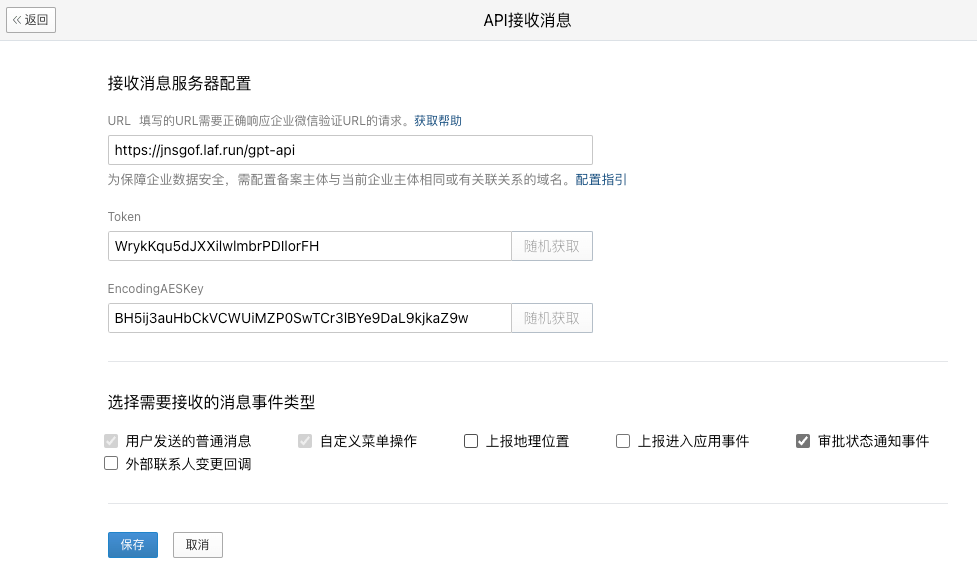 返回
API接收消息
接收消息服务器配置
URL 填写的URL需要正确响应企业微信验证URL的请求。获取帮助
https://jnsgof.laf.run/gpt-api
为保障企业数据安全，需配置备案主体与当前企业主体相同或有关联关系的域名。配置指引
Token
WrykKqu5dJXXilwlmbrPDIlorFH 随机获取
EncodingAESKey
BH5ij3auHbCkVCWUiMZP0SwTCr3lBYe9DaL9kjkaZ9w 随机获取
选择需要接收的消息事件类型
用户发送的普通消息 自定义菜单操作 上报地理位置 上报进入应用事件 审批状态通知事件
外部联系人变更回调
保存 取消